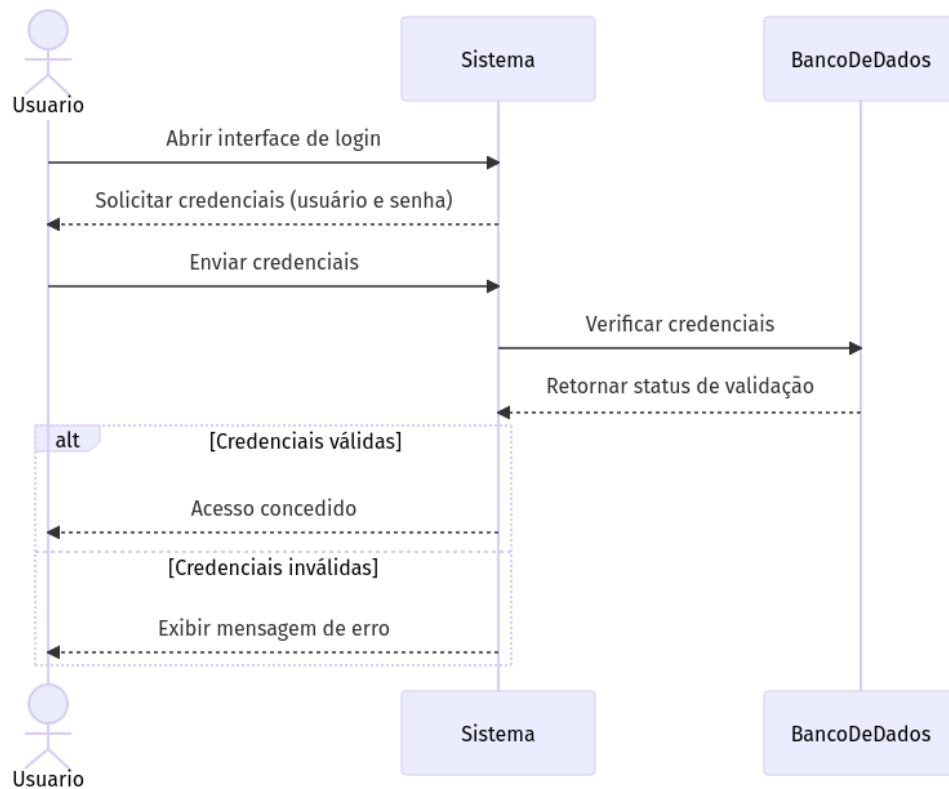 Usuario
Sistema
BancoDeDados
Abrir interface de login
Solicitar credenciais (usuário e senha)
Enviar credenciais
Verificar credenciais
Retornar status de validação
alt
[Credenciais válidas]
Acesso concedido
[Credenciais inválidas]
Exibir mensagem de erro
Usuario
Sistema
BancoDeDados